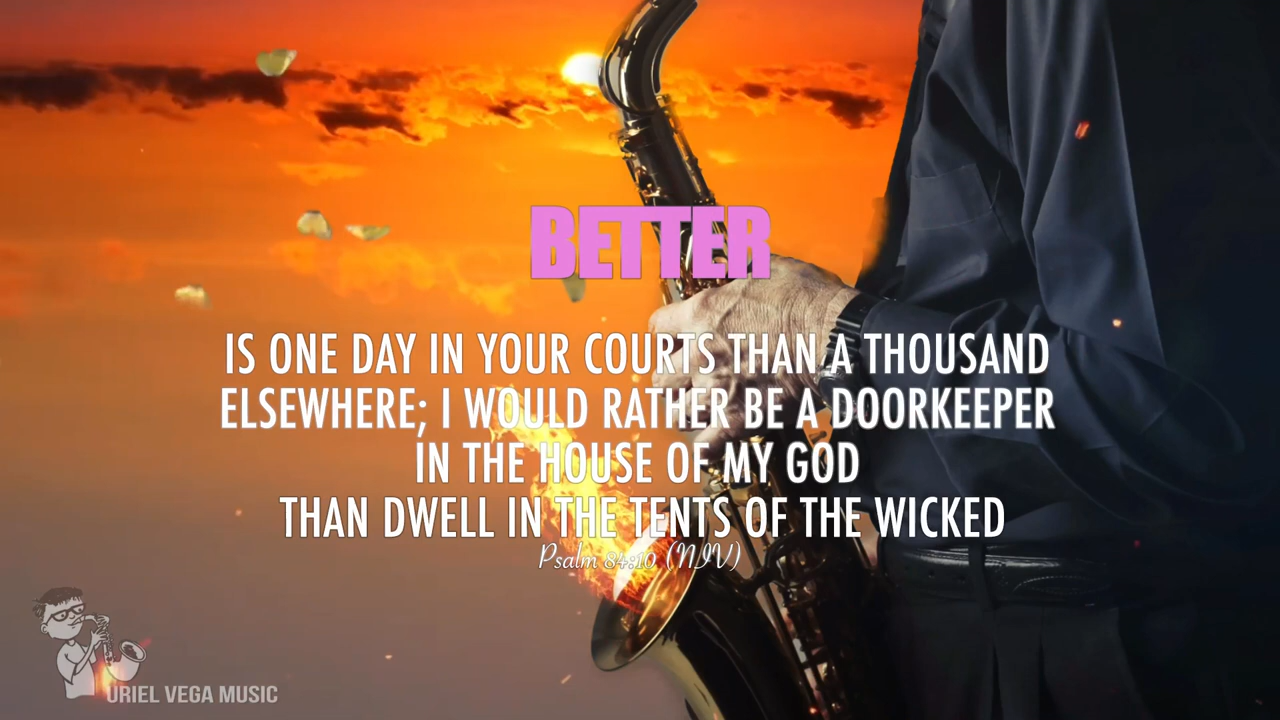 BETTER
IS ONE DAY IN YOUR COURTS THAN A THOUSAND
ELSEWHERE; I WOULD RATHER BE A DOORKEEPER
IN THE HOUSE OF MY GOD
THAN DWELL IN THE TENTS OF THE WICKED
Psalm 84:10 (NIV)
URIEL VEGA MUSIC